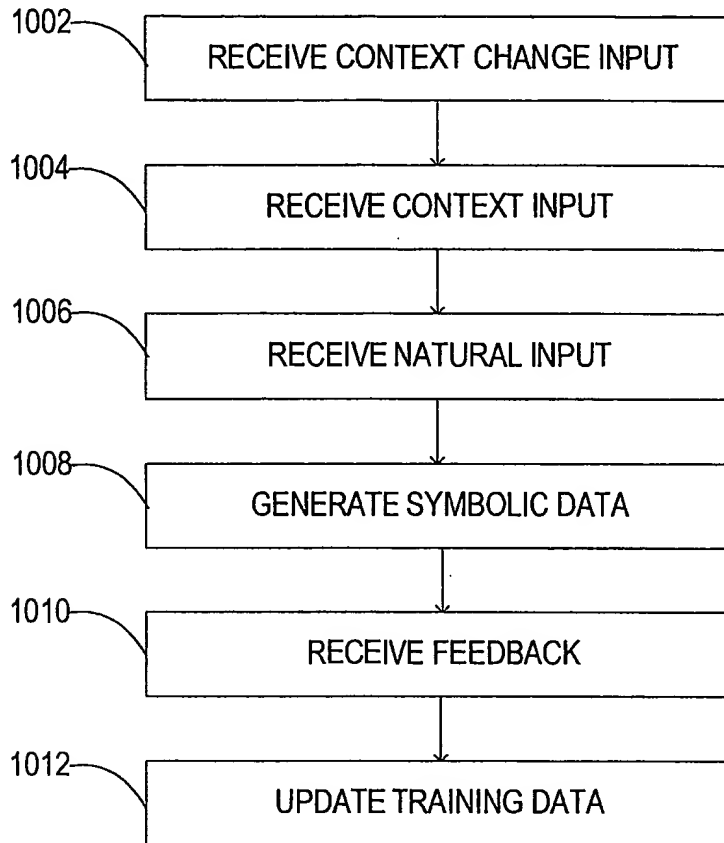 1002
RECEIVE CONTEXT CHANGE INPUT
1004
RECEIVE CONTEXT INPUT
1006
RECEIVE NATURAL INPUT
1008
GENERATE SYMBOLIC DATA
1010
RECEIVE FEEDBACK
1012
UPDATE TRAINING DATA